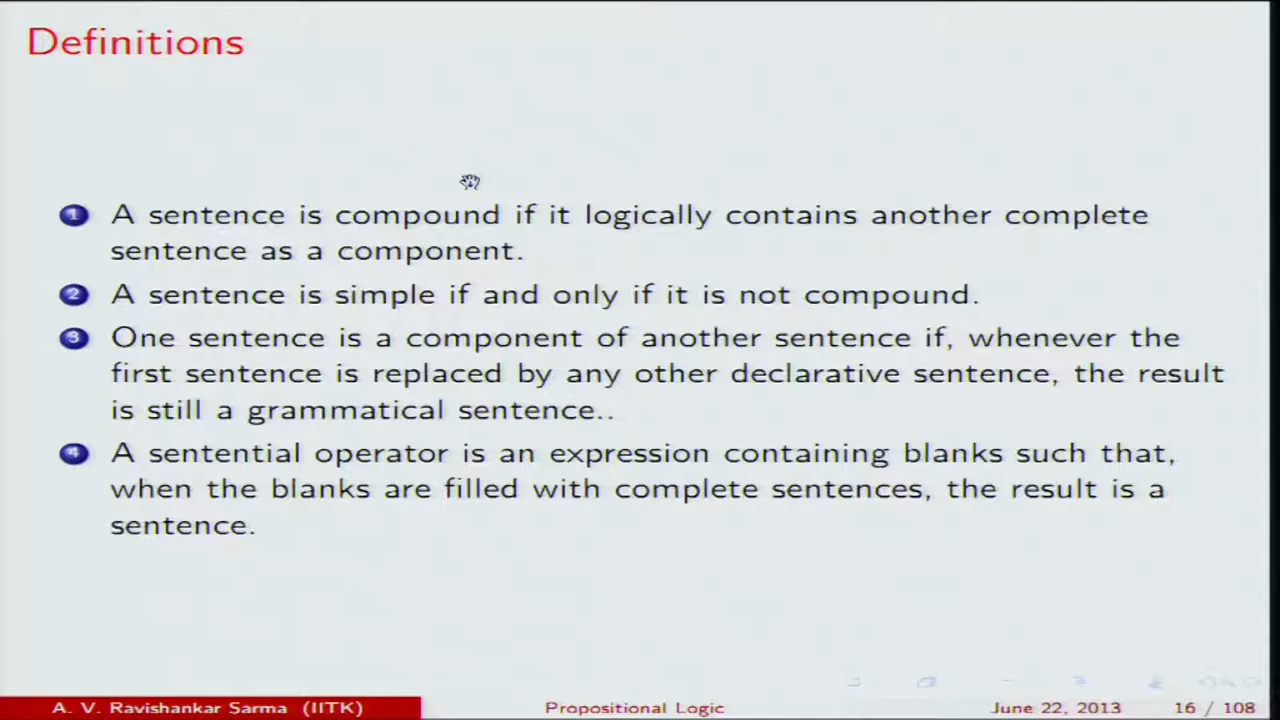 Definitions
1 A sentence is compound if it logically contains another complete
sentence as a component.
2 A sentence is simple if and only if it is not compound.
3 One sentence is a component of another sentence if, whenever the
first sentence is replaced by any other declarative sentence, the result
is still a grammatical sentence..
4 A sentential operator is an expression containing blanks such that,
when the blanks are filled with complete sentences, the result is a
sentence.
A. V. Ravishankar Sarma (IITK) Propositional Logic June 22, 2013 16 / 108